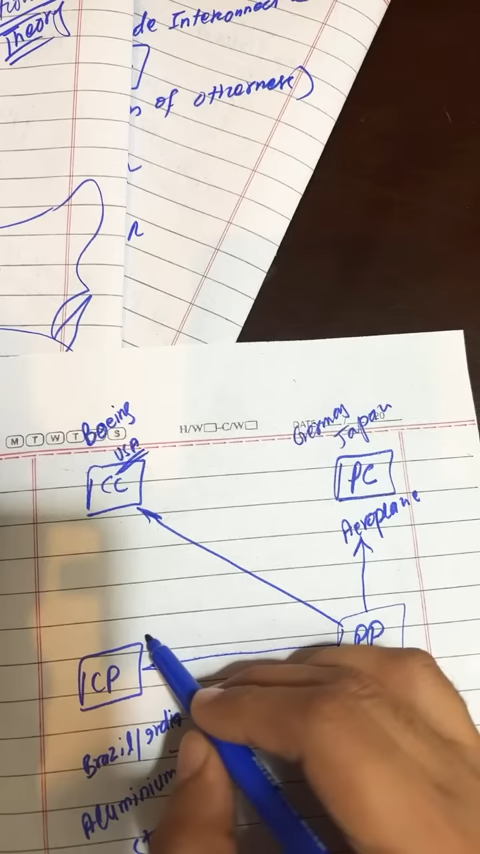 Theory
de Interconnect
of otherness)
M T W T S
H/W□-C/W□
Boeing
USA
Germany
Japan
CC
PC
Aeroplane
PP
CP
Brazil/India
Aluminium